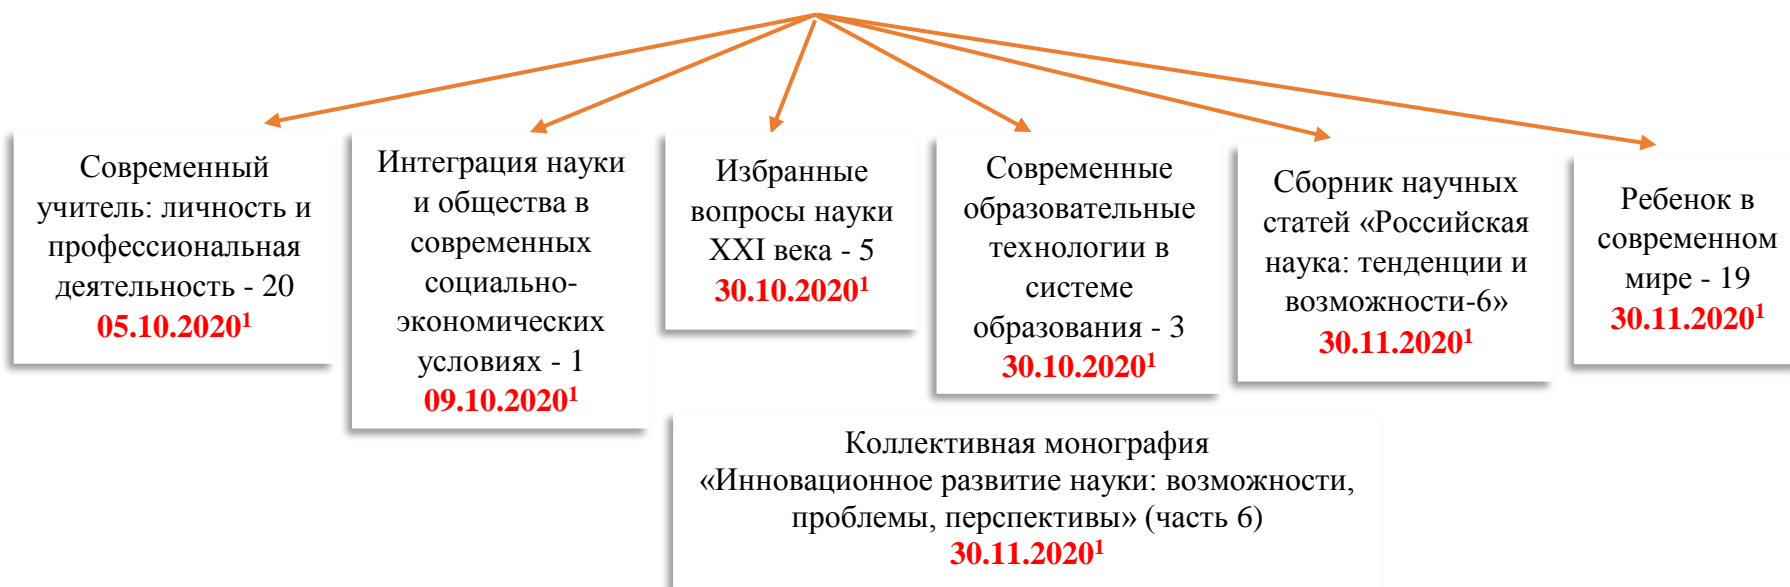 Современный
учитель: личность и
профессиональная
деятельность - 20
05.10.2020¹
Интеграция науки
и общества в
современных
социально-
экономических
условиях - 1
09.10.2020¹
Избранные
вопросы науки
XXI века - 5
30.10.2020¹
Современные
образовательные
технологии в
системе
образования - 3
30.10.2020¹
Сборник научных
статей «Российская
наука: тенденции и
возможности-6»
30.11.2020¹
Ребенок в
современном
мире - 19
30.11.2020¹
Коллективная монография
«Инновационное развитие науки: возможности,
проблемы, перспективы» (часть 6)
30.11.2020¹